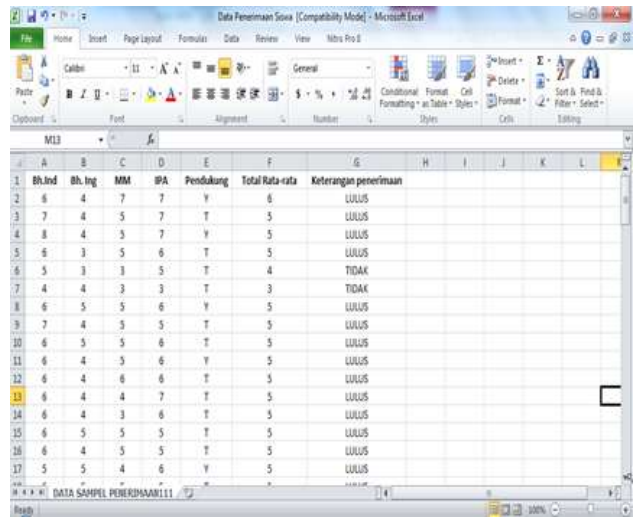 Data Penerimaan Siswa [Compatibility Mode] - Microsoft Excel
File Home Insert Page Layout Formulas Data Review View Nitro Pro 8
Paste Calibri 11 General Conditional Formatting Format as Table Cell Styles Insert Delete Format Sort & Filter Find & Select
Clipboard Font Alignment Number Styles Cells Editing
M13 fx
A B C D E F G H I J K L
1 Bh.Ind Bh. Ing MM IPA Pendukung Total Rata-rata Keterangan penerimaan
2 6 4 7 7 Y 6 LULUS
3 7 4 5 7 T 5 LULUS
4 8 4 5 7 Y 5 LULUS
5 6 3 5 6 T 5 LULUS
6 5 3 3 5 T 4 TIDAK
7 4 4 3 3 T 3 TIDAK
8 6 5 5 6 Y 5 LULUS
9 7 4 5 5 T 5 LULUS
10 6 5 5 6 T 5 LULUS
11 6 4 5 6 Y 5 LULUS
12 6 4 6 6 T 5 LULUS
13 6 4 4 7 T 5 LULUS
14 6 4 3 6 T 5 LULUS
15 6 5 5 5 T 5 LULUS
16 6 4 5 5 T 5 LULUS
17 5 5 4 6 Y 5 LULUS
DATA SAMPEL PENERIMAAN111
Ready 100%